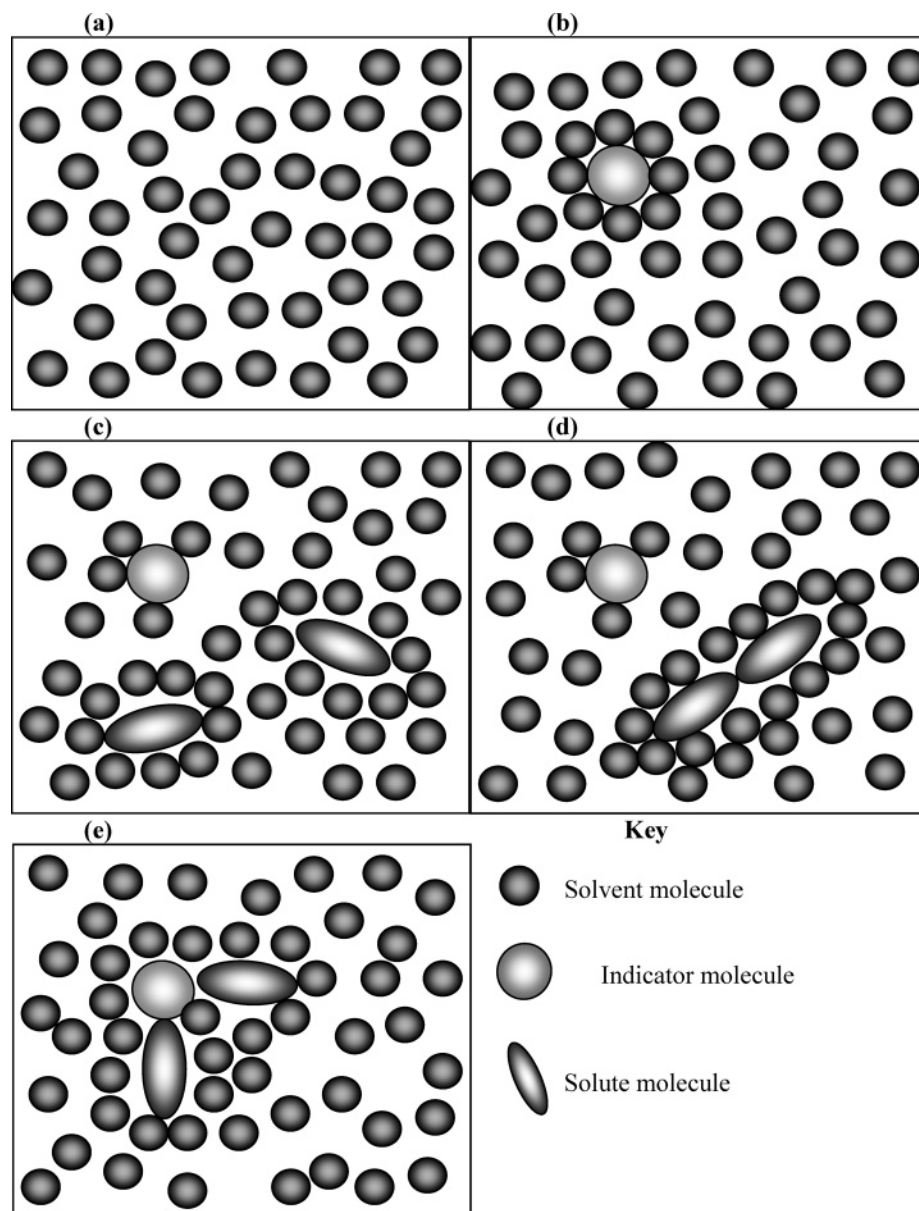 (a)
(b)
(c)
(d)
(e)
Key
Solvent molecule
Indicator molecule
Solute molecule